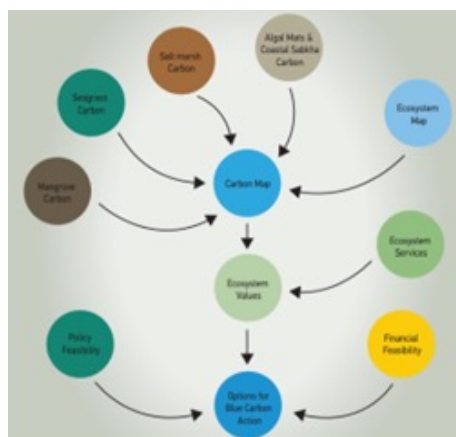 Salt marsh
Carbon
Algal Mats &
Coastal Sabkha
Carbon
Seagrass
Carbon
Ecosystem
Map
Mangrove
Carbon
Carbon Map
Ecosystem
Services
Ecosystem
Values
Policy
Feasibility
Financial
Feasibility
Options for
Blue Carbon
Action